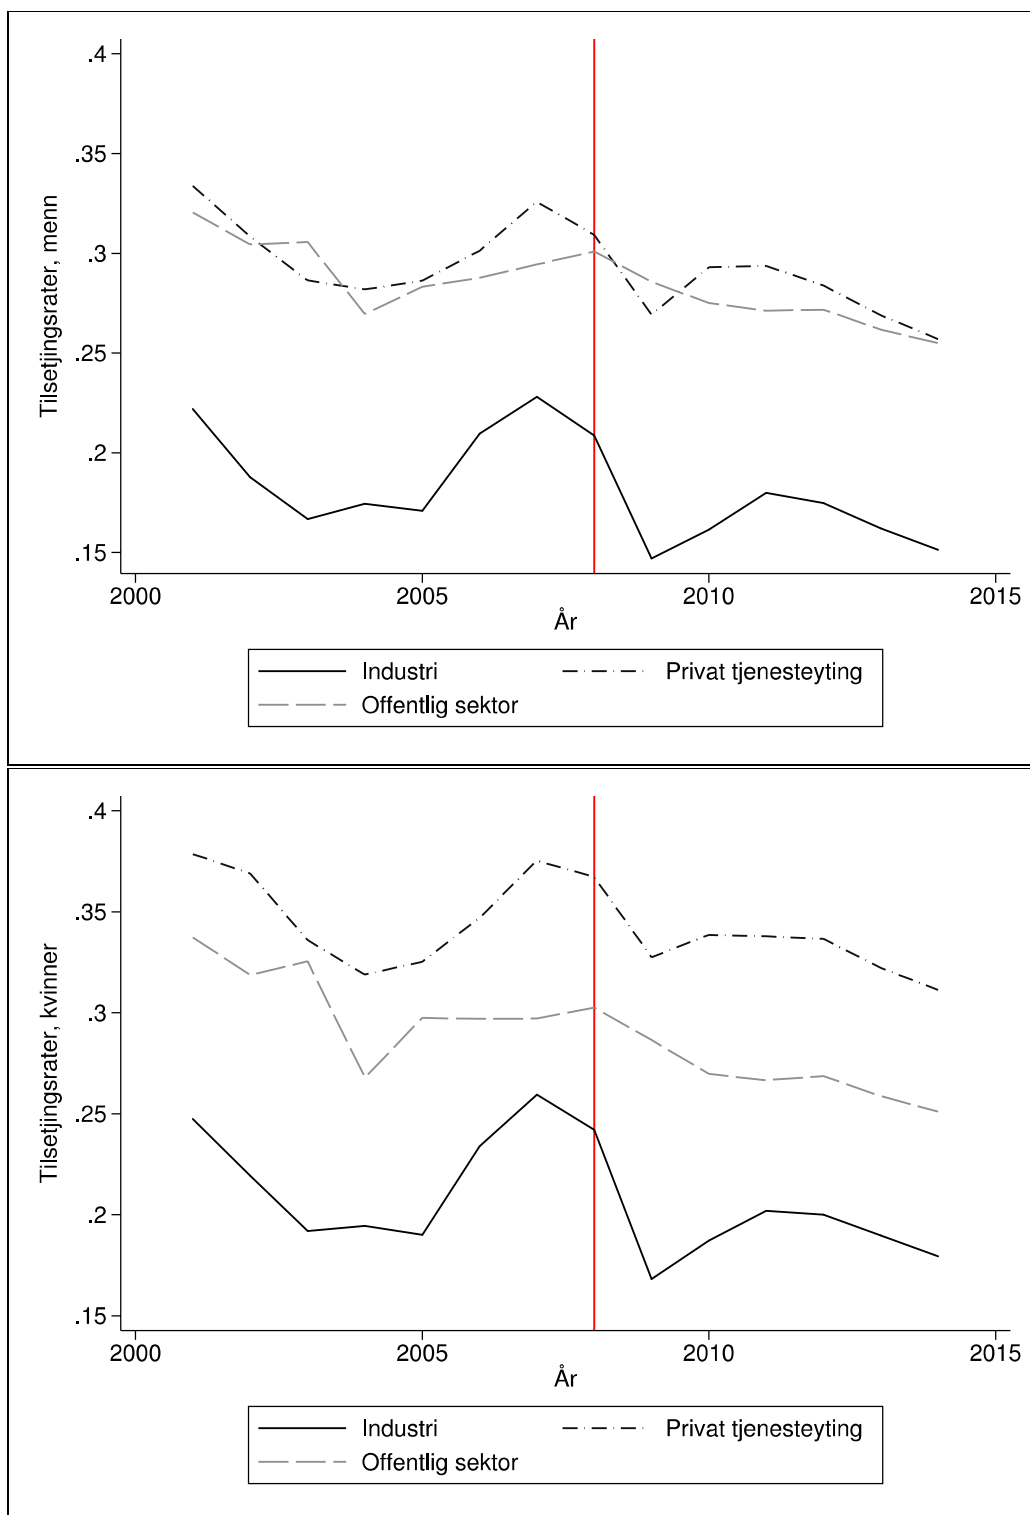 Tilsetjingsrater, menn
.4
.35
.3
.25
.2
.15
2000 2005 2010 2015
År
Industri Privat tjenesteyting
Offentlig sektor
Tilsetjingsrater, kvinner
.4
.35
.3
.25
.2
.15
2000 2005 2010 2015
År
Industri Privat tjenesteyting
Offentlig sektor